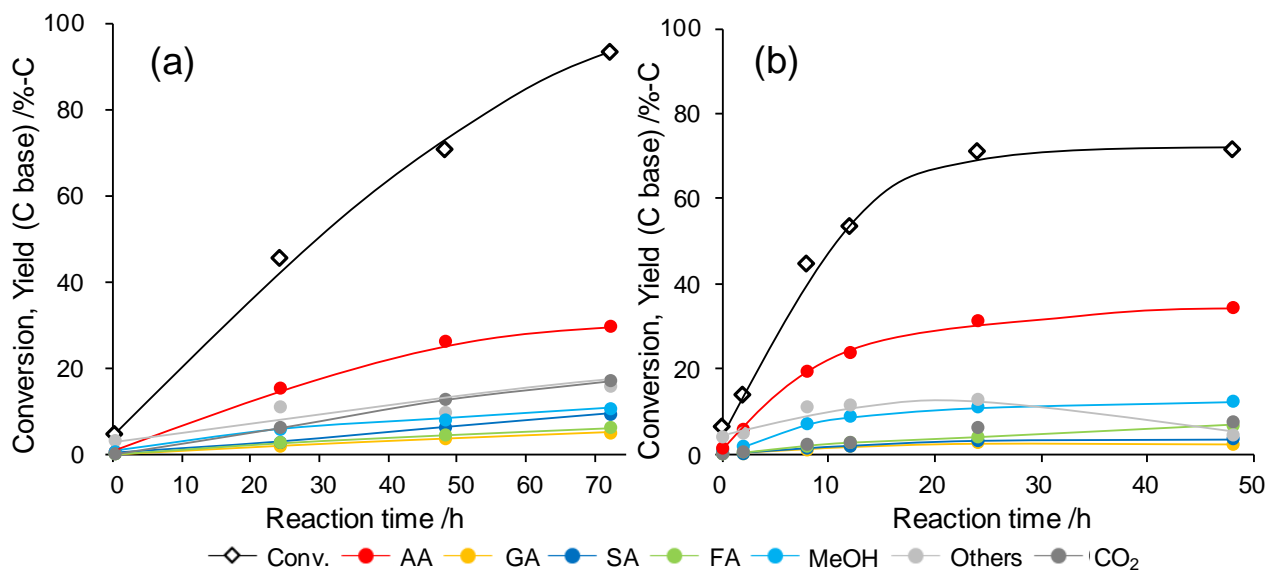 (a)
Conversion, Yield (C base) /%-C
100
80
60
40
20
0
0 10 20 30 40 50 60 70
Reaction time /h
(b)
Conversion, Yield (C base) /%-C
100
80
60
40
20
0
0 10 20 30 40 50
Reaction time /h
Conv. AA GA SA FA MeOH Others CO₂